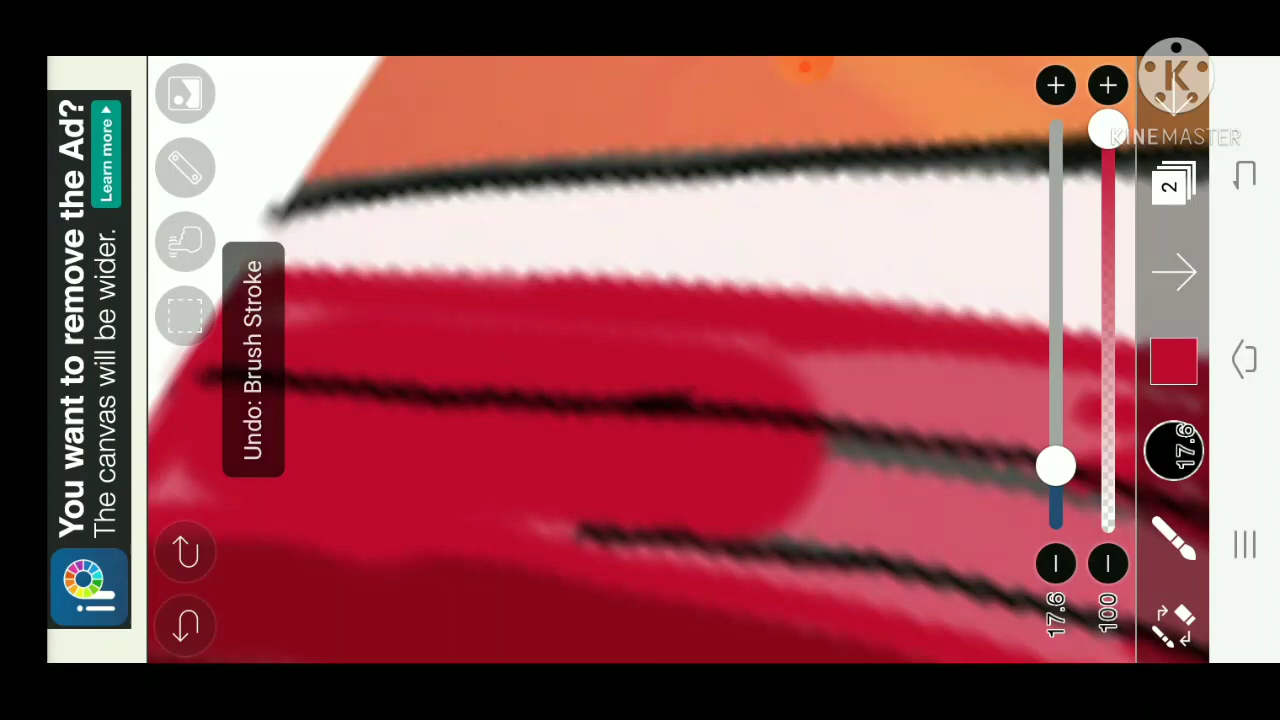 You want to remove the Ad?
The canvas will be wider.
Learn more
iP
Undo: Brush Stroke
17.6
100
2
17.6
K
KINEMASTER